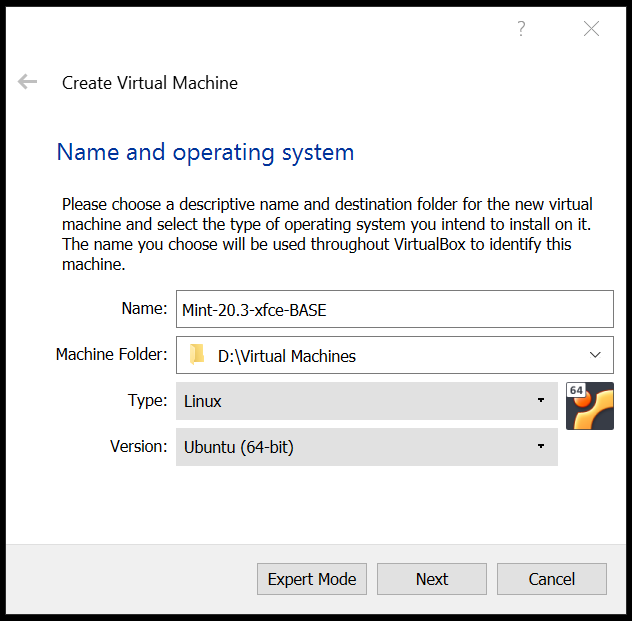 ?
Create Virtual Machine
Name and operating system
Please choose a descriptive name and destination folder for the new virtual
machine and select the type of operating system you intend to install on it.
The name you choose will be used throughout VirtualBox to identify this
machine.
Name: Mint-20.3-xfce-BASE
Machine Folder: D:\Virtual Machines
Type: Linux
64
Version: Ubuntu (64-bit)
Expert Mode Next Cancel